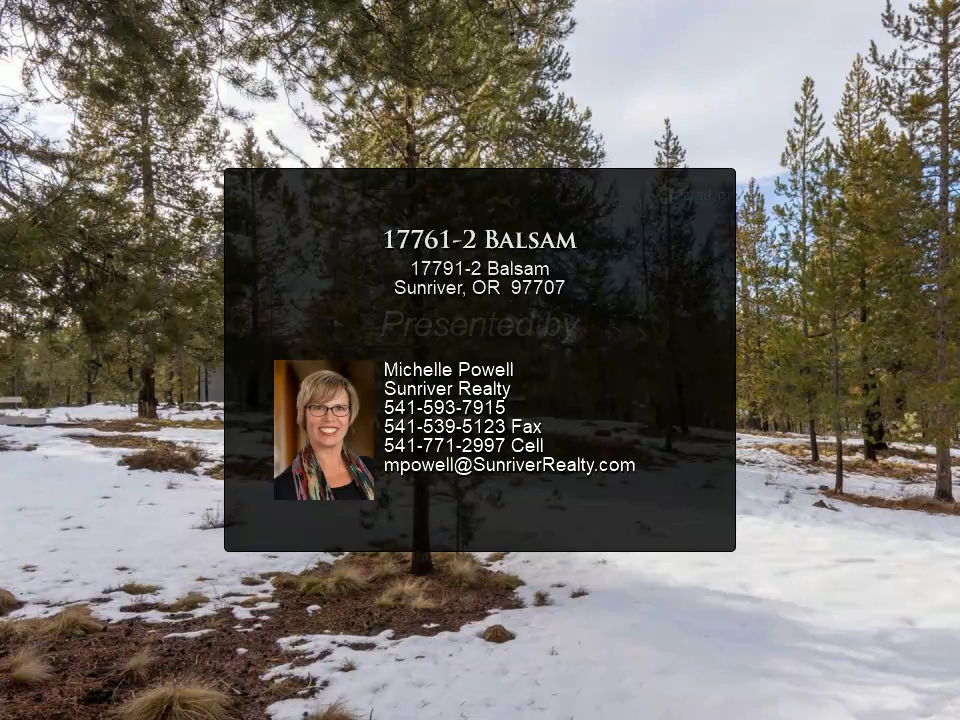 17761-2 Balsam
17791-2 Balsam
Sunriver, OR 97707
Presented by
Michelle Powell
Sunriver Realty
541-593-7915
541-539-5123 Fax
541-771-2997 Cell
mpowell@SunriverRealty.com